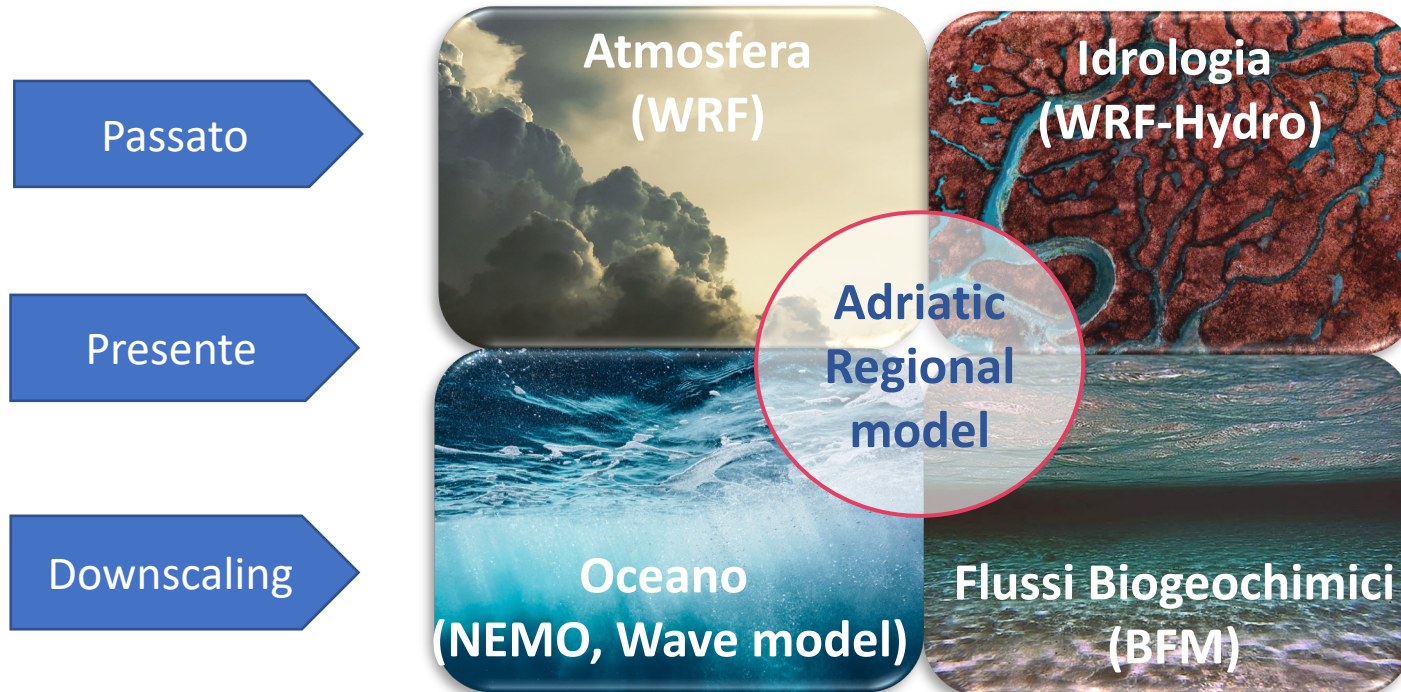 Passato
Presente
Downscaling
Atmosfera
(WRF)
Idrologia
(WRF-Hydro)
Adriatic
Regional
model
Oceano
(NEMO, Wave model)
Flussi Biogeochimici
(BFM)